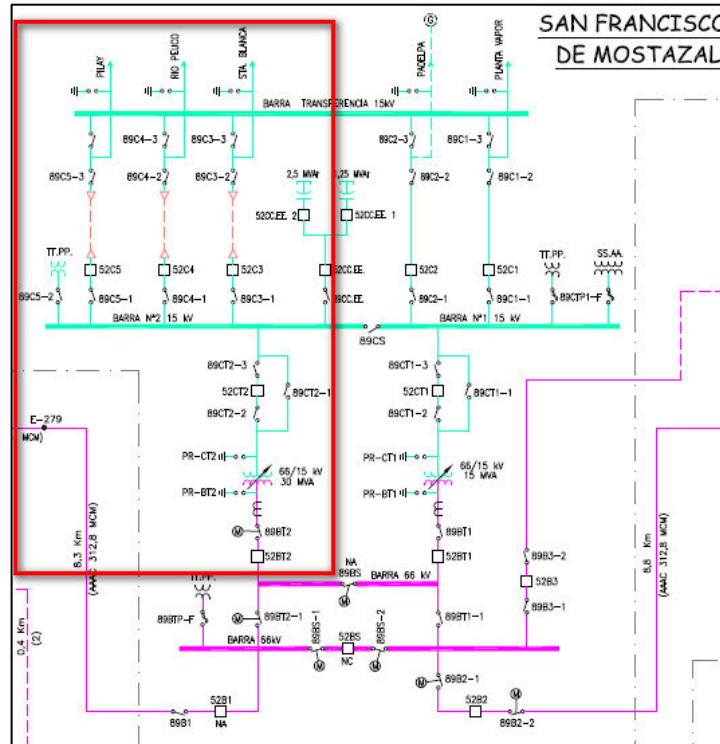 SAN FRANCISCO
DE MOSTAZAL
PILAY
RIO PEUCO
STA. BLANCA
G
PADELPA
PLANTA VAPOR
BARRA TRANSFERENCIA 15kV
89C4-3
89C3-3
89C2-3
89C1-3
89C5-3
89C4-2
89C3-2
89C2-2
89C1-2
2,5 MVAr
1,25 MVAr
52CC.EE. 2
52CC.EE. 1
TT.PP.
52C5
52C4
52C3
52CC.EE.
52C2
52C1
TT.PP.
SS.AA.
89C5-2
89C5-1
89C4-1
89C3-1
89CC.EE.
89C2-1
89C1-1
89CTP1-F
BARRA Nº2 15 kV
BARRA Nº1 15 kV
89CS
89CT2-3
89CT1-3
52CT2
89CT2-1
52CT1
89CT1-1
89CT2-2
89CT1-2
E-279
MCM)
PR-CT2
PR-CT1
66/15 kV
30 MVA
66/15 kV
15 MVA
PR-BT2
PR-BT1
8,3 Km
(AAAC 312,8 MCM)
M
89BT2
89BT1
52BT2
52BT1
NA
89BS
BARRA 66 kV
M
89B3-2
52B3
89B3-1
8,8 Km
(AAAC 312,8 MCM)
TT.PP.
89BTP-F
M
89BT2-1
89BT1-1
0,4 Km
(2)
BARRA 66kV
89BS-1
52BS
89BS-2
M
NC
M
M
89B2-1
52B1
89B1
NA
52B2
M
89B2-2